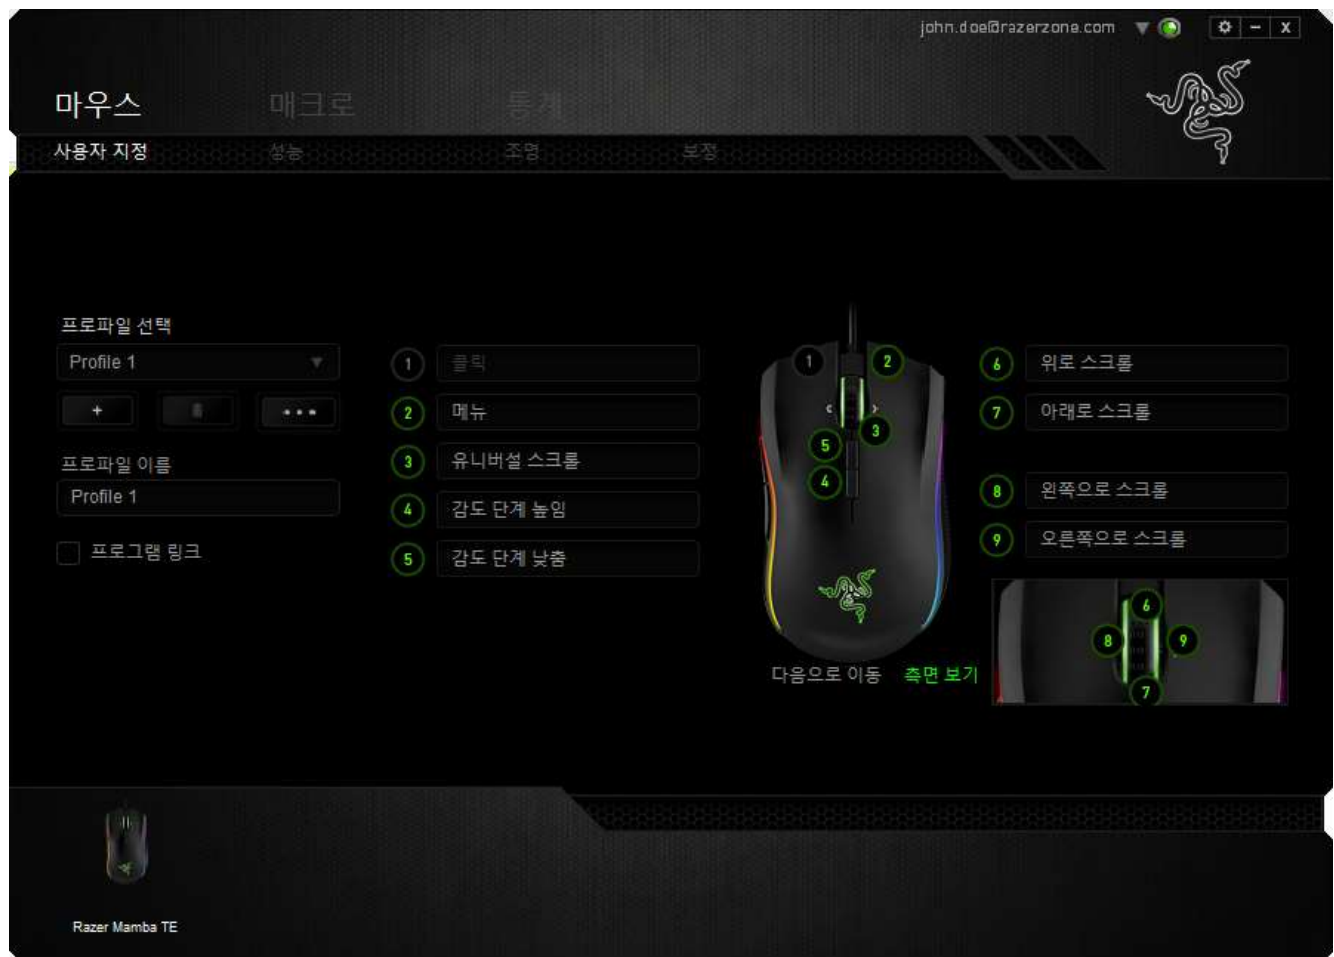 john.doe@razerzone.com
마우스 매크로 통계
사용자 지정 성능 조명 보정
프로파일 선택
Profile 1
프로파일 이름
Profile 1
프로그램 링크
1 클릭
2 메뉴
3 유니버설 스크롤
4 감도 단계 높임
5 감도 단계 낮춤
1 2
3
5
4
6 위로 스크롤
7 아래로 스크롤
8 왼쪽으로 스크롤
9 오른쪽으로 스크롤
6
8 9
7
다음으로 이동 측면 보기
Razer Mamba TE